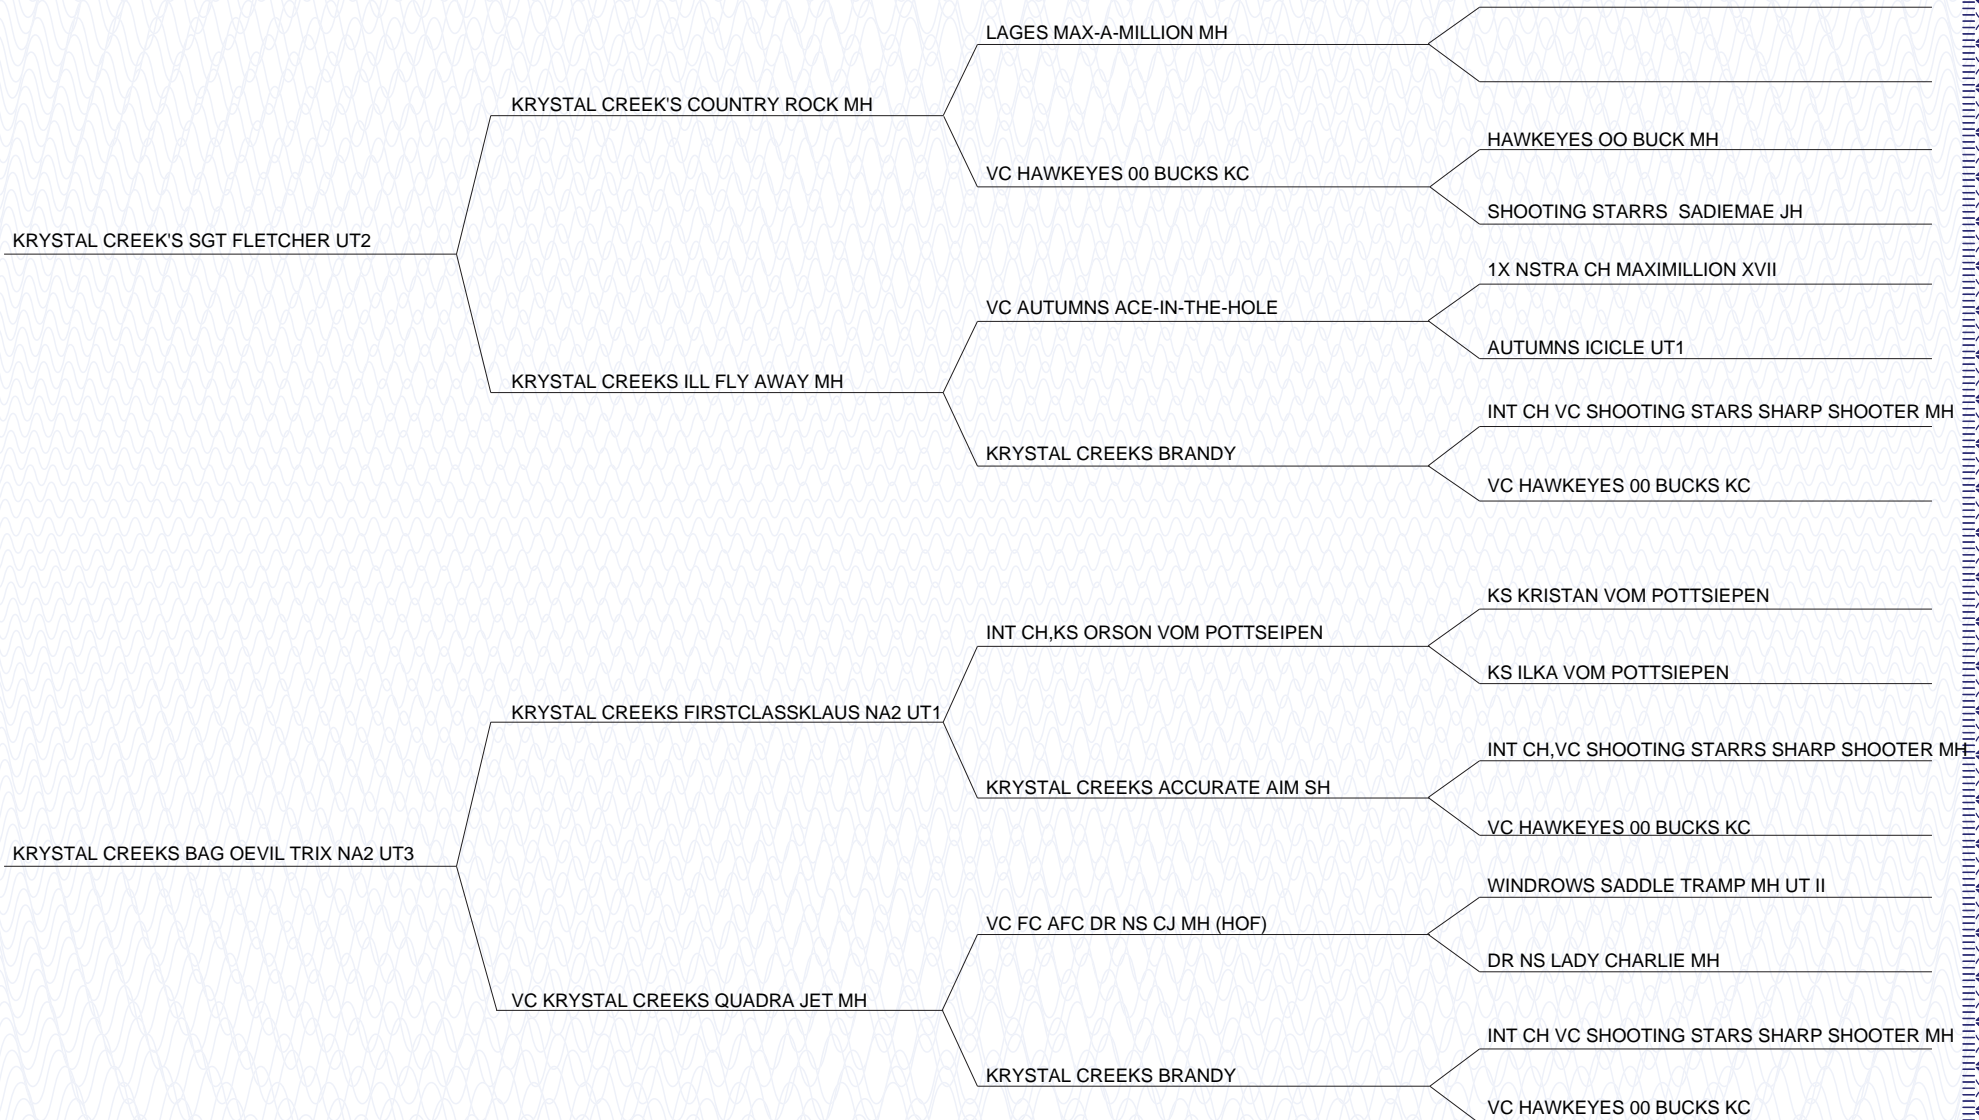 LAGES MAX-A-MILLION MH
KRYSTAL CREEK'S COUNTRY ROCK MH
HAWKEYES OO BUCK MH
VC HAWKEYES 00 BUCKS KC
SHOOTING STARRS  SADIEMAE JH
KRYSTAL CREEK'S SGT FLETCHER UT2
1X NSTRA CH MAXIMILLION XVII
VC AUTUMNS ACE-IN-THE-HOLE
AUTUMNS ICICLE UT1
KRYSTAL CREEKS ILL FLY AWAY MH
INT CH VC SHOOTING STARS SHARP SHOOTER MH
KRYSTAL CREEKS BRANDY
VC HAWKEYES 00 BUCKS KC
KS KRISTAN VOM POTTSIEPEN
INT CH,KS ORSON VOM POTTSEIPEN
KS ILKA VOM POTTSIEPEN
KRYSTAL CREEKS FIRSTCLASSKLAUS NA2 UT1
INT CH,VC SHOOTING STARRS SHARP SHOOTER MH
KRYSTAL CREEKS ACCURATE AIM SH
VC HAWKEYES 00 BUCKS KC
KRYSTAL CREEKS BAG OEVIL TRIX NA2 UT3
WINDROWS SADDLE TRAMP MH UT II
VC FC AFC DR NS CJ MH (HOF)
DR NS LADY CHARLIE MH
VC KRYSTAL CREEKS QUADRA JET MH
INT CH VC SHOOTING STARS SHARP SHOOTER MH
KRYSTAL CREEKS BRANDY
VC HAWKEYES 00 BUCKS KC